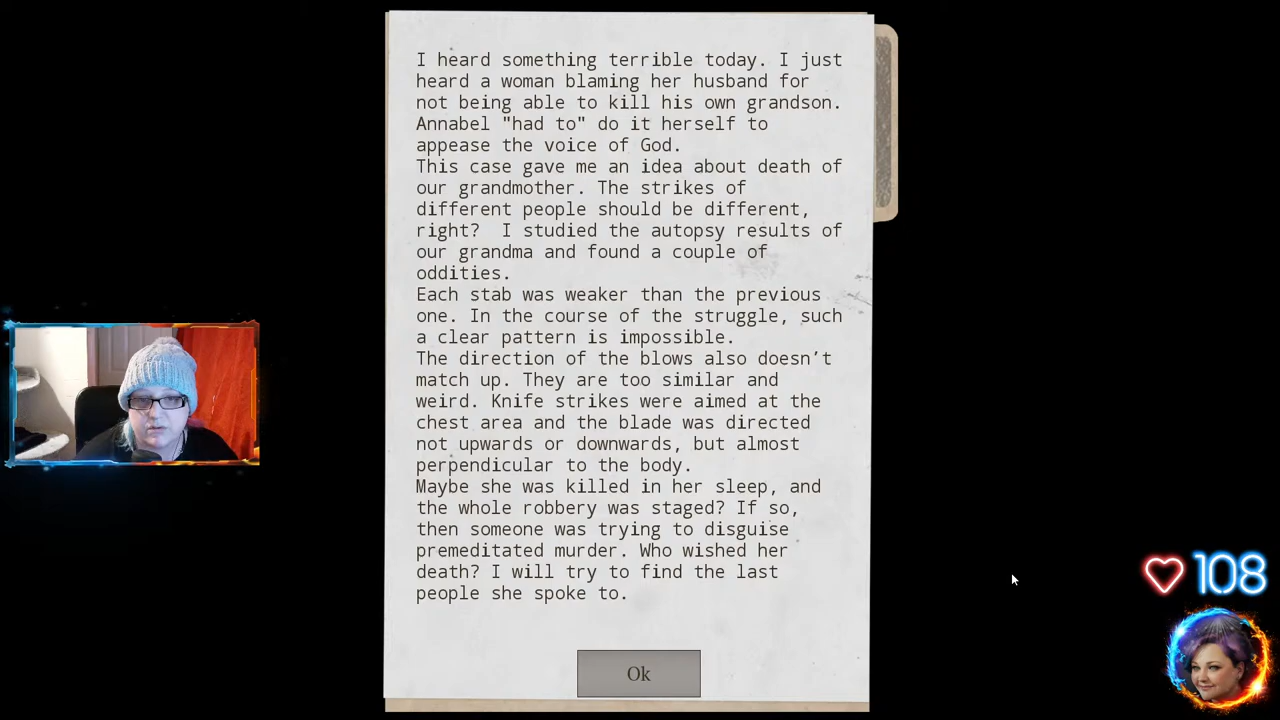 I heard something terrible today. I just
heard a woman blaming her husband for
not being able to kill his own grandson.
Annabel "had to" do it herself to
appease the voice of God.
This case gave me an idea about death of
our grandmother. The strikes of
different people should be different,
right?  I studied the autopsy results of
our grandma and found a couple of
oddities.
Each stab was weaker than the previous
one. In the course of the struggle, such
a clear pattern is impossible.
The direction of the blows also doesn’t
match up. They are too similar and
weird. Knife strikes were aimed at the
chest area and the blade was directed
not upwards or downwards, but almost
perpendicular to the body.
Maybe she was killed in her sleep, and
the whole robbery was staged? If so,
then someone was trying to disguise
premeditated murder. Who wished her
death? I will try to find the last
people she spoke to.
Ok
108